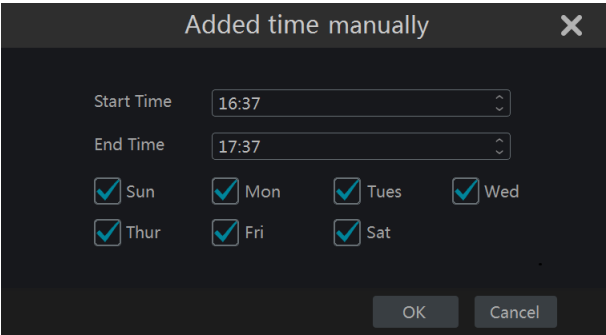 Added time manually
Start Time 16:37
End Time 17:37
Sun Mon Tues Wed
Thur Fri Sat
OK Cancel